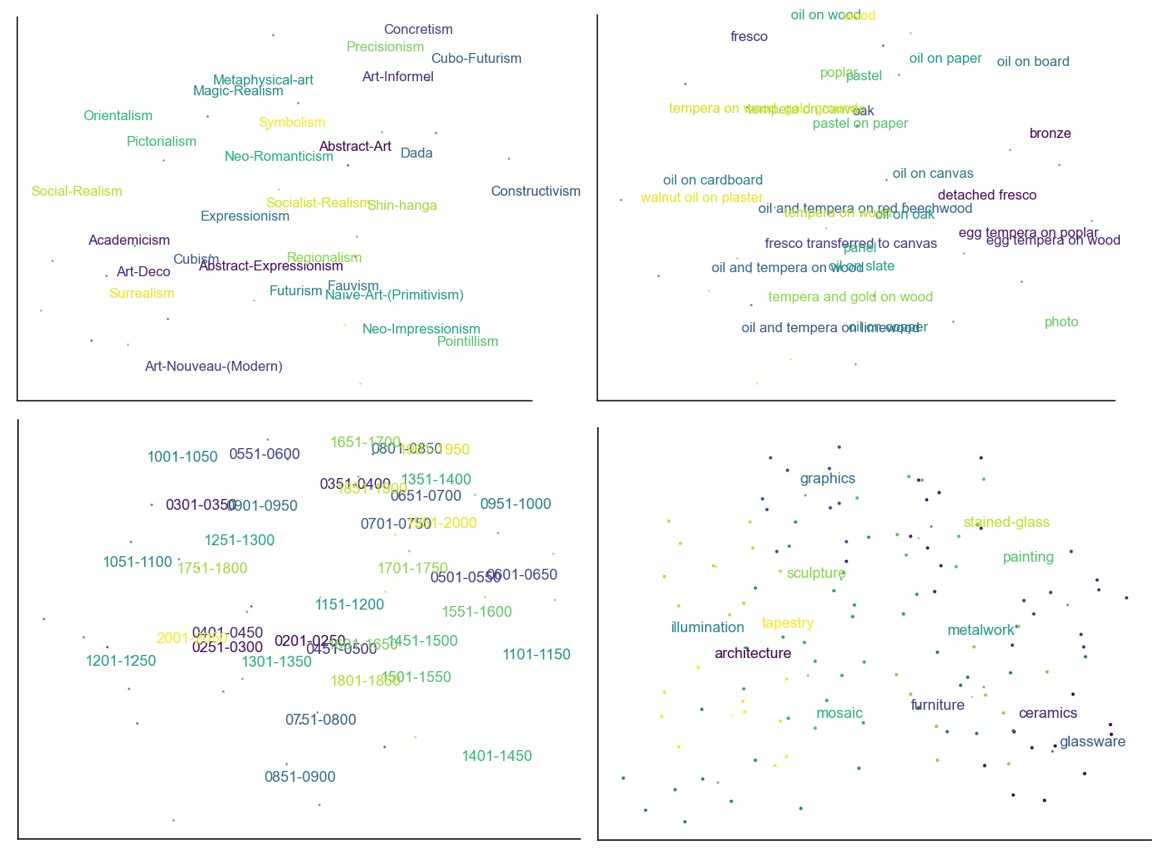 Concretism
Precisionism
Cubo-Futurism
Art-Informel
Metaphysical-art
Magic-Realism
Orientalism
Symbolism
Pictorialism
Abstract-Art
Dada
Neo-Romanticism
Social-Realism
Constructivism
Socialist-Realism
Shin-hanga
Expressionism
Academicism
Regionalism
Cubism
Abstract-Expressionism
Art-Deco
Fauvism
Futurism
Naive-Art-(Primitivism)
Surrealism
Neo-Impressionism
Pointillism
Art-Nouveau-(Modern)
oil on wood
wood
fresco
oil on paper
oil on board
poplar
pastel
tempera on wood, gold ground
tempera on canvas
oak
pastel on paper
bronze
oil on canvas
oil on cardboard
detached fresco
walnut oil on plaster
oil and tempera on red beechwood
tempera on wood
oil on oak
egg tempera on poplar
egg tempera on wood
fresco transferred to canvas
panel
oil and tempera on wood
oil on slate
tempera and gold on wood
photo
oil and tempera on limewood
oil on copper
1651-1700
0801-0850
1950
1001-1050
0551-0600
0351-0400
1351-1400
1851-1900
0651-0700
0301-0350
0901-0950
0951-1000
0701-0750
1951-2000
1251-1300
1051-1100
1751-1800
1701-1750
0501-0550
0601-0650
1151-1200
1551-1600
0401-0450
0251-0300
0201-0250
0451-0500
1451-1500
1201-1250
1301-1350
1101-1150
1801-1850
1501-1550
0751-0800
1401-1450
0851-0900
graphics
stained-glass
painting
sculpture
illumination
tapestry
metalwork
architecture
furniture
mosaic
ceramics
glassware